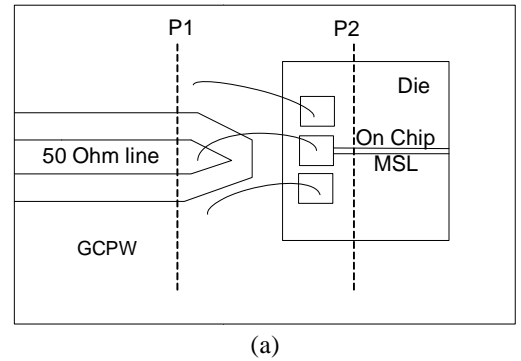 P1
P2
Die
50 Ohm line
On Chip
MSL
GCPW
(a)